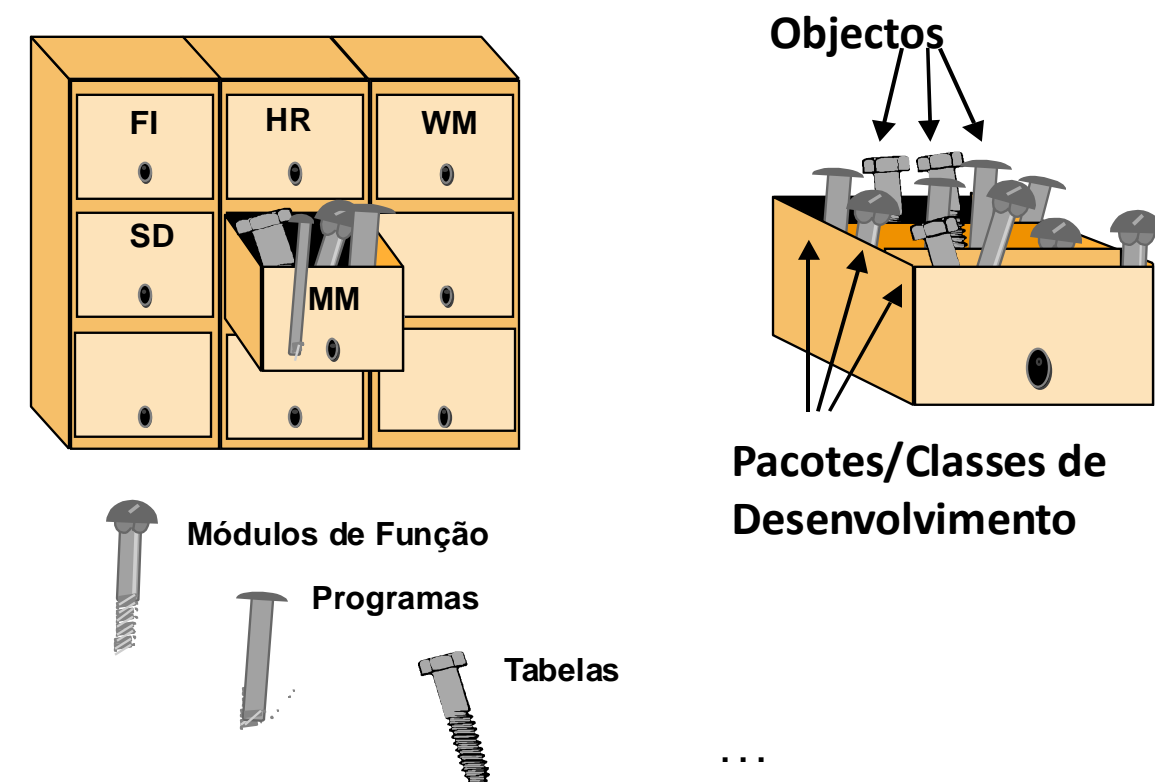 Objectos
FI
HR
WM
SD
MM
Pacotes/Classes de
Desenvolvimento
Módulos de Função
Programas
Tabelas
...